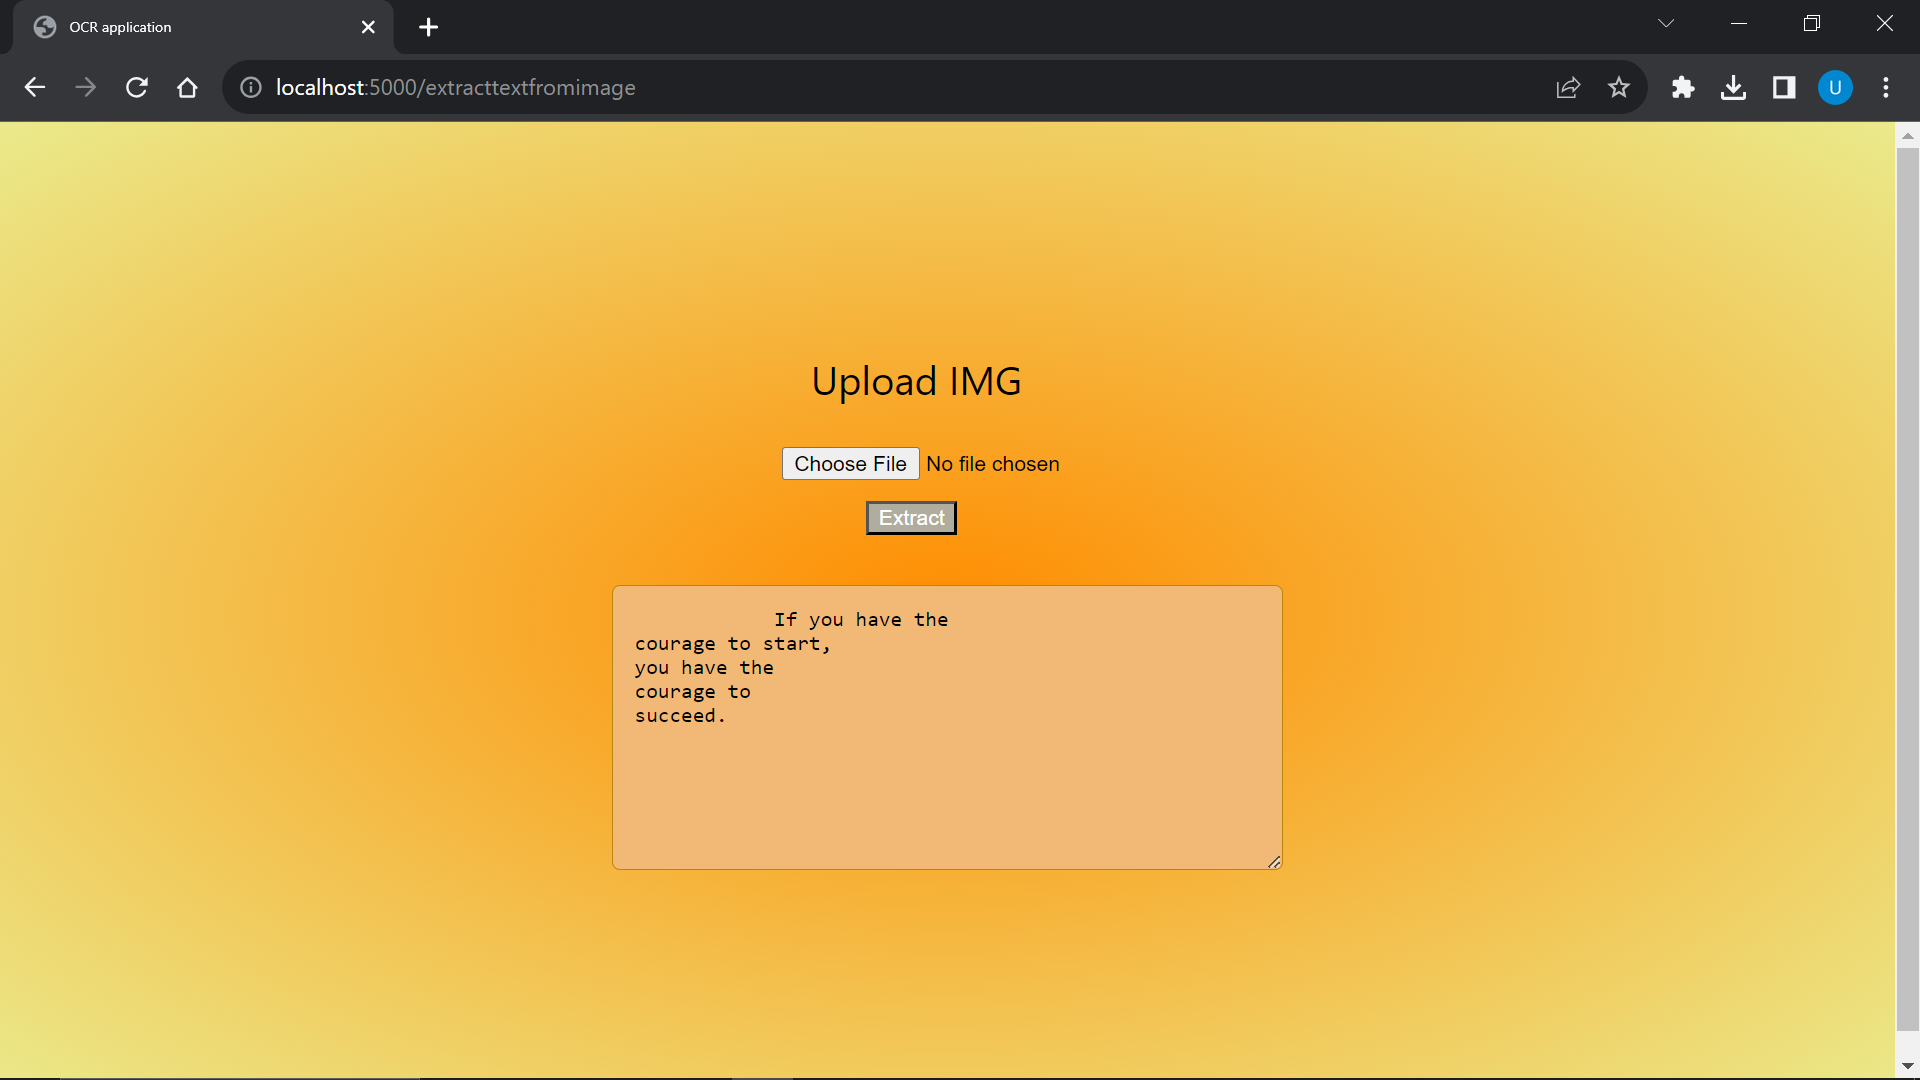 OCR application
localhost:5000/extracttextfromimage
U
Upload IMG
Choose File No file chosen
Extract
If you have the
courage to start,
you have the
courage to
succeed.